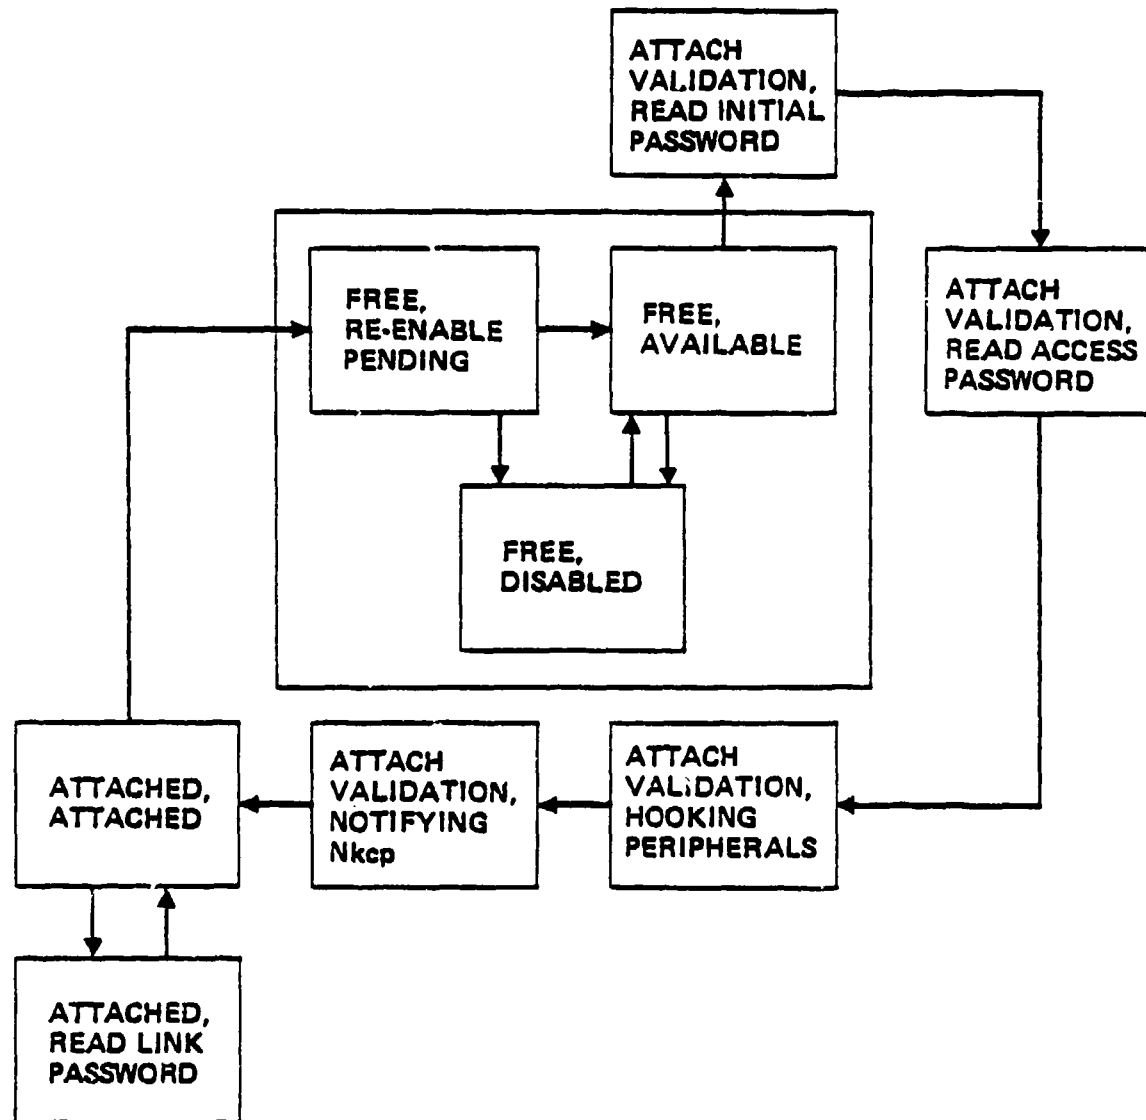 ATTACH
VALIDATION,
READ INITIAL
PASSWORD
FREE,
RE-ENABLE
PENDING
FREE,
AVAILABLE
ATTACH
VALIDATION,
READ ACCESS
PASSWORD
FREE,
DISABLED
ATTACHED,
ATTACHED
ATTACH
VALIDATION,
NOTIFYING
Nkcp
ATTACH
VALIDATION,
HOOKING
PERIPHERALS
ATTACHED,
READ LINK
PASSWORD